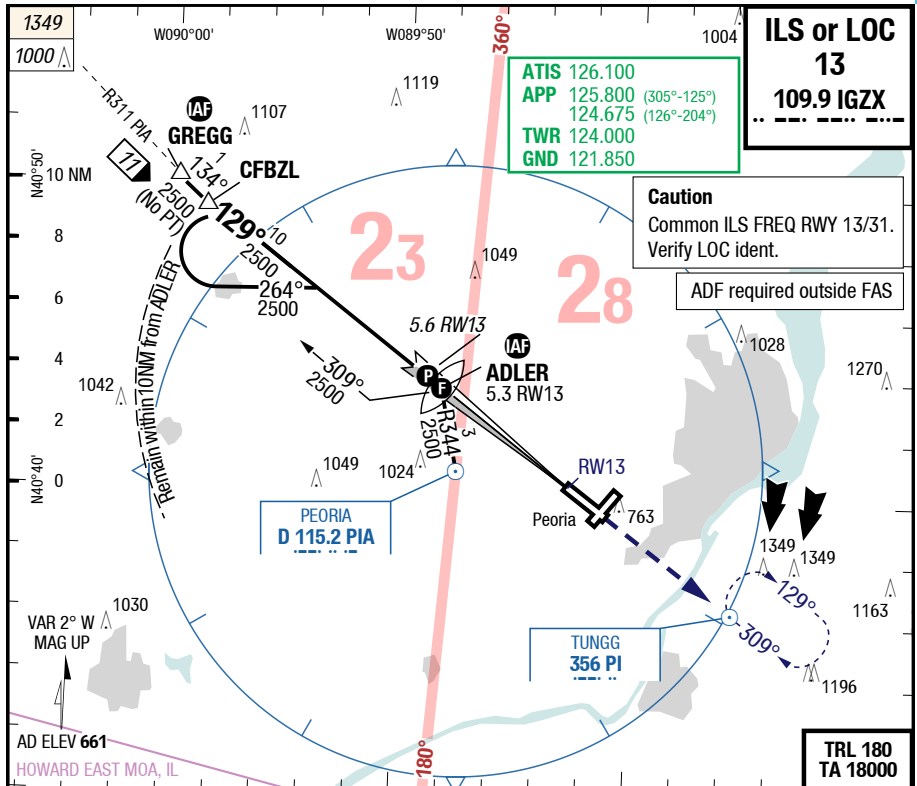 1349
1000
W090°00'
W089°50'
360°
1004
ILS or LOC
13
109.9 IGZX
ATIS 126.100
APP 125.800 (305°-125°)
124.675 (126°-204°)
TWR 124.000
GND 121.850
1119
1107
R311 PIA
IAF
GREGG
11
N40°50'
10 NM
134°
1
2500
(No PT)
CFBZL
129°
10
2500
Caution
Common ILS FREQ RWY 13/31.
Verify LOC ident.
ADF required outside FAS
23
28
1049
8
6
4
2
0
264°
2500
Remain within 10NM from ADLER
5.6 RW13
IAF
ADLER
5.3 RW13
P
F
309°
2500
R344
3
2500
1028
1270
1042
N40°40'
1049
1024
RW13
Peoria
763
PEORIA
D 115.2 PIA
1349
1349
129°
309°
1163
1030
VAR 2° W
MAG UP
TUNGG
356 PI
1196
AD ELEV 661
HOWARD EAST MOA, IL
180°
TRL 180
TA 18000